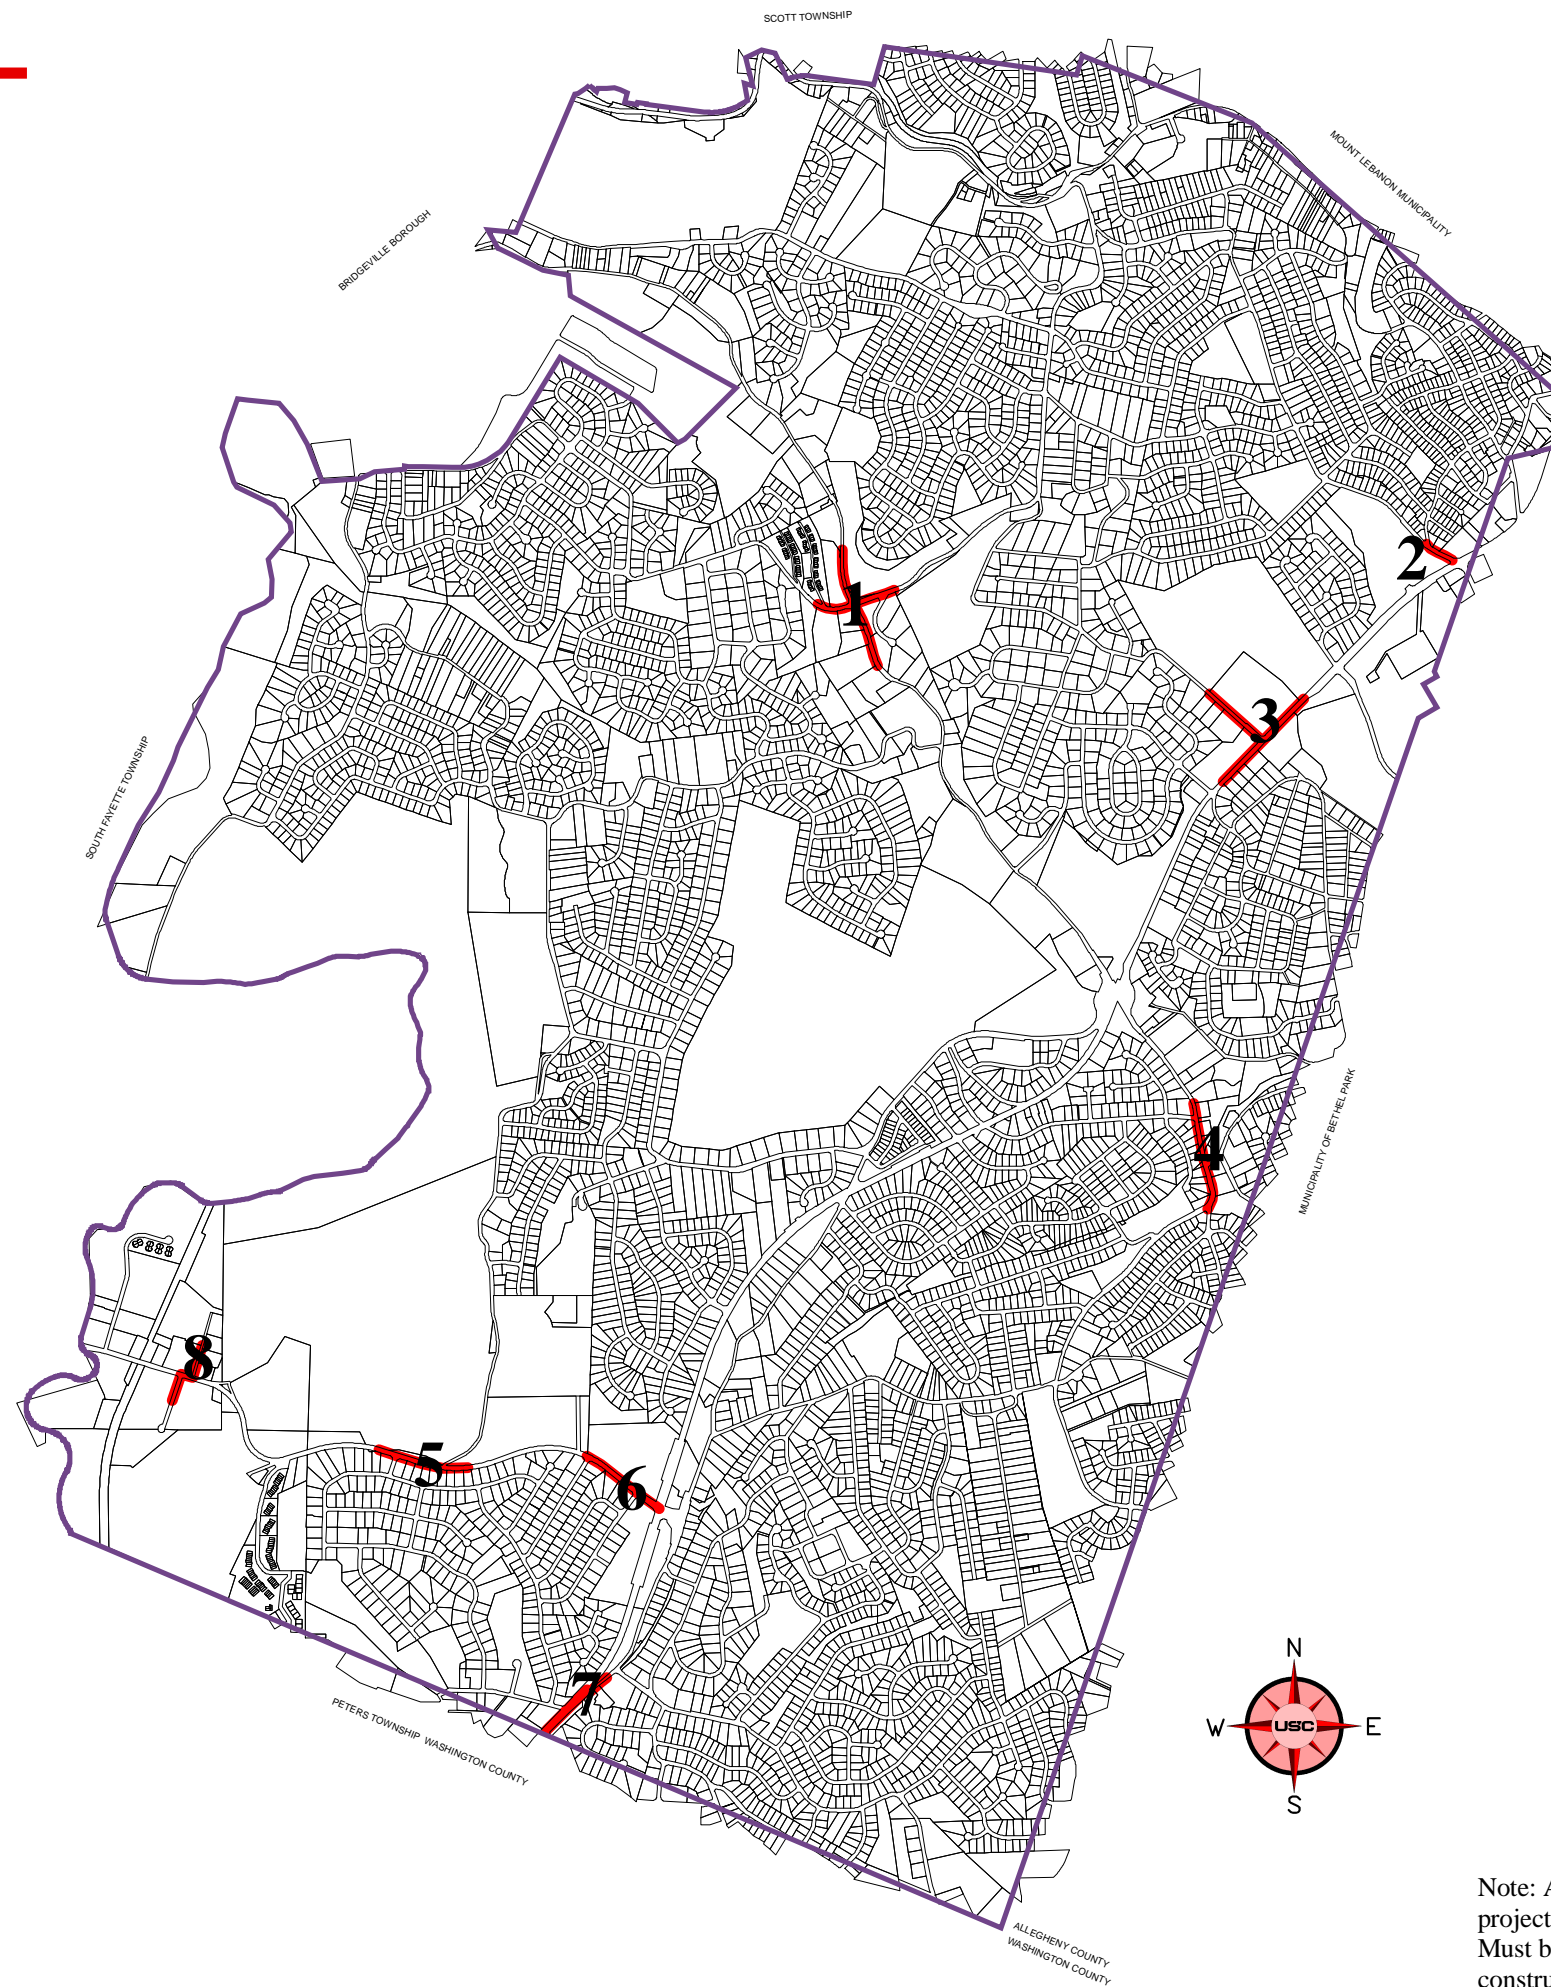 SCOTT TOWNSHIP
MOUNT LEBANON MUNICIPALITY
BRIDGEVILLE BOROUGH
2
1
3
SOUTH FAYETTE TOWNSHIP
MUNICIPALITY OF BETHEL PARK
4
8
5
6
7
PETERS TOWNSHIP WASHINGTON COUNTY
N
W USC E
S
Note: A
project
Must b
constru
ALLEGHENY COUNTY
WASHINGTON COUNTY